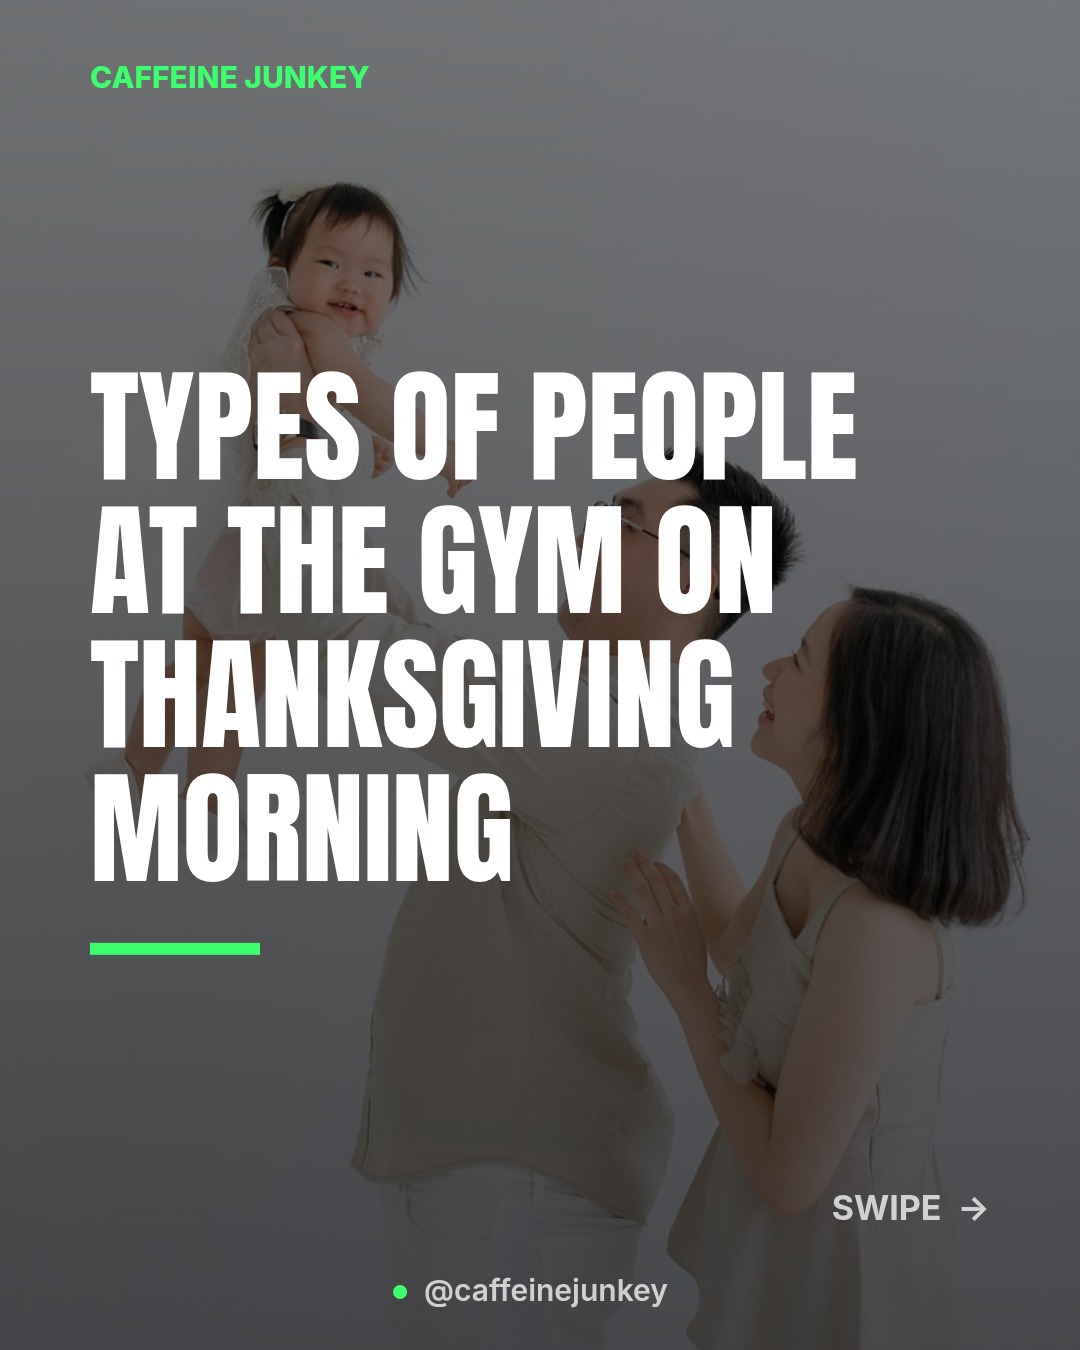 CAFFEINE JUNKEY
TYPES OF PEOPLE
AT THE GYM ON
THANKSGIVING
MORNING
SWIPE →
@caffeinejunkey